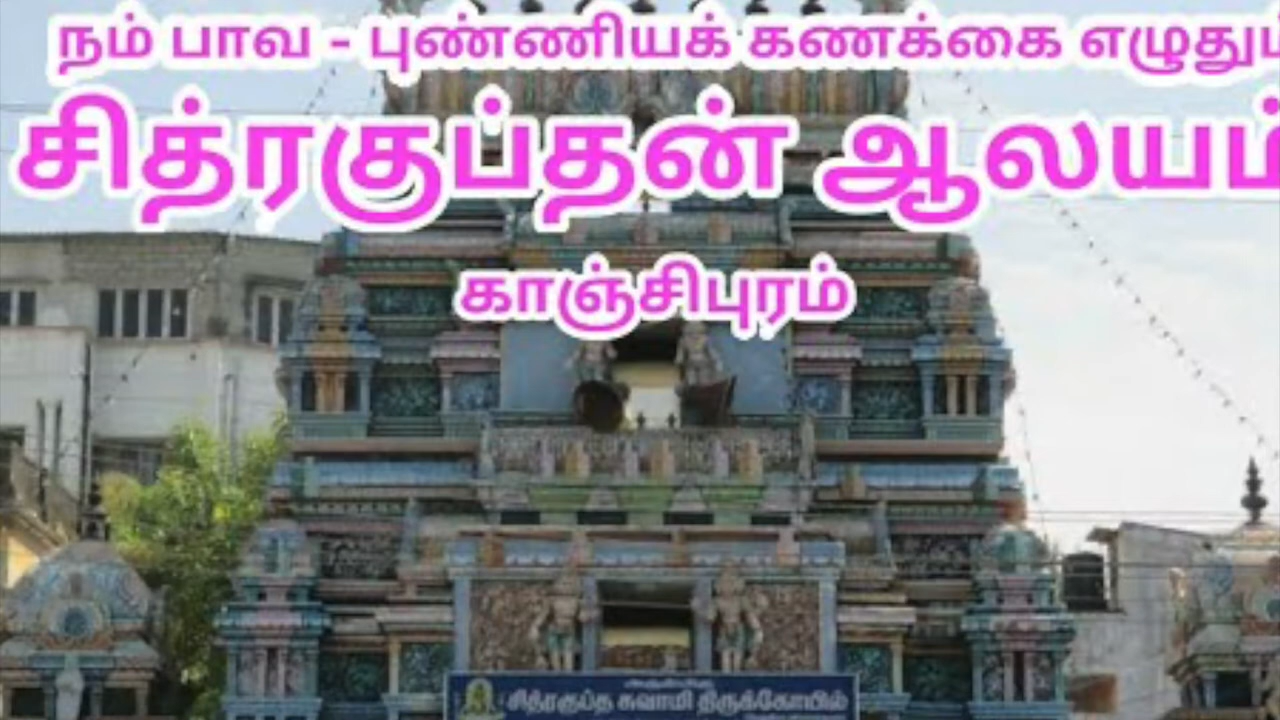 நம் பாவ - புண்ணியக் கணக்கை எழுதும்
சித்ரகுப்தன் ஆலயம்
காஞ்சிபுரம்
சித்ரகுப்த சுவாமி திருக்கோயில்